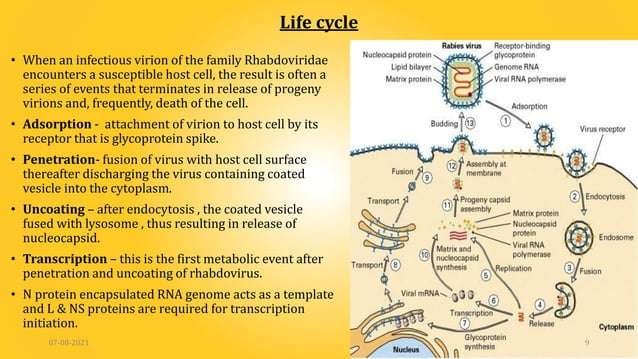 Life cycle
• When an infectious virion of the family Rhabdoviridae
encounters a susceptible host cell, the result is often a
series of events that terminates in release of progeny
virions and, frequently, death of the cell.
• Adsorption - attachment of virion to host cell by its
receptor that is glycoprotein spike.
• Penetration- fusion of virus with host cell surface
thereafter discharging the virus containing coated
vesicle into the cytoplasm.
• Uncoating – after endocytosis , the coated vesicle
fused with lysosome , thus resulting in release of
nucleocapsid.
• Transcription – this is the first metabolic event after
penetration and uncoating of rhabdovirus.
• N protein encapsulated RNA genome acts as a template
and L & NS proteins are required for transcription
initiation.
07-08-2021
9
Rabies virus
Nucleocapsid protein
Lipid bilayer
Matrix protein
Receptor-binding
glycoprotein
Genome RNA
Viral RNA polymerase
Adsorption
1
Budding 13
Virus receptor
Fusion
9
12 Assembly at
membrane
2 Endocytosis
Transport
11 Progeny capsid
assembly
Matrix protein
Nucleocapsid
protein
Viral RNA
polymerase
Endosome
10
Matrix and
nucleocapsid
synthesis
5 Replication
3
Fusion
Transport 8
Viral mRNA
6
4
Transcription
7
Release
Glycoprotein
synthesis
Cytoplasm
Nucleus